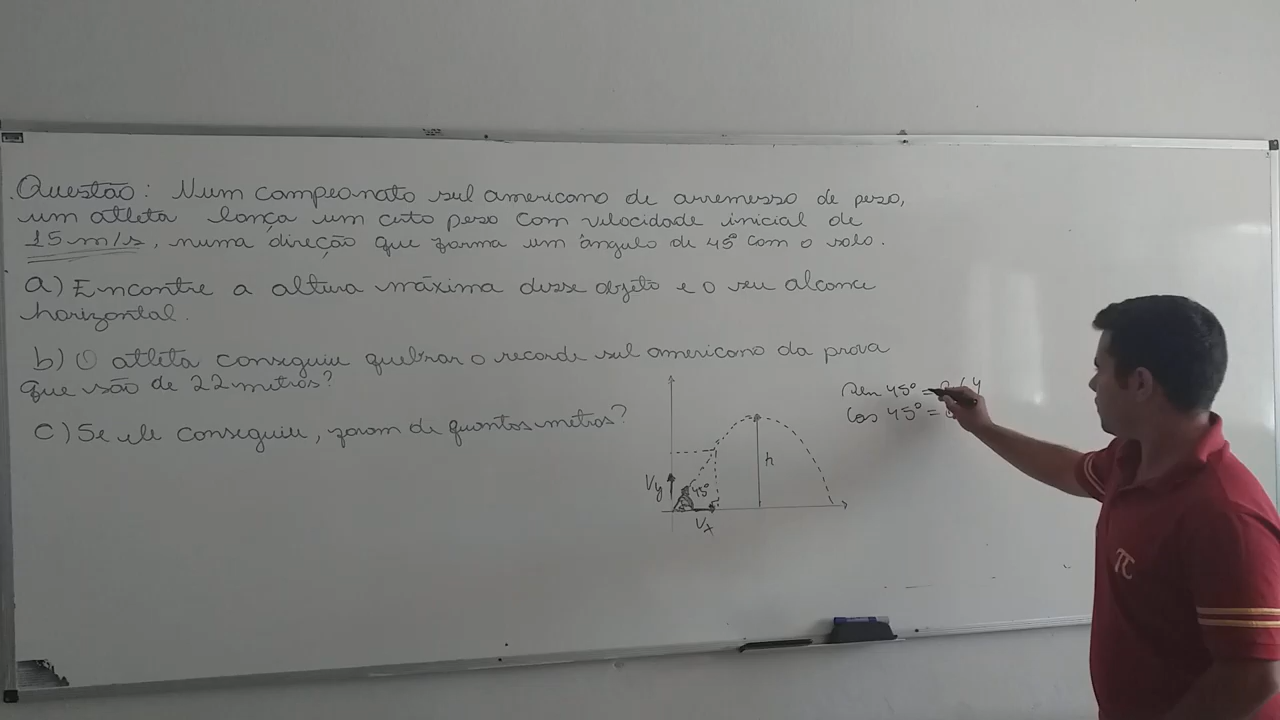 Questão: Num campeonato sul americano de arremesso de peso,
um atleta lança um certo peso com velocidade inicial de
15 m/s, numa direção que forma um ângulo de 45° com o solo.
a) Encontre a altura máxima desse objeto e o seu alcance
horizontal.
b) O atleta conseguiu quebrar o recorde sul americano da prova
que são de 22 metros?
c) Se ele conseguiu, foram de quantos metros?
Sen 45° =
Cos 45° =
h
Vy
45°
Vx
π